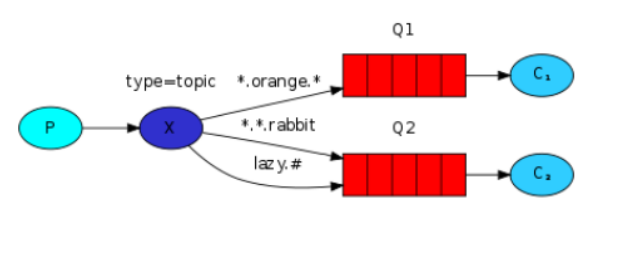 Q1
type=topic
*.orange.*
C₁
P
X
*.*.rabbit
Q2
lazy.#
C₂